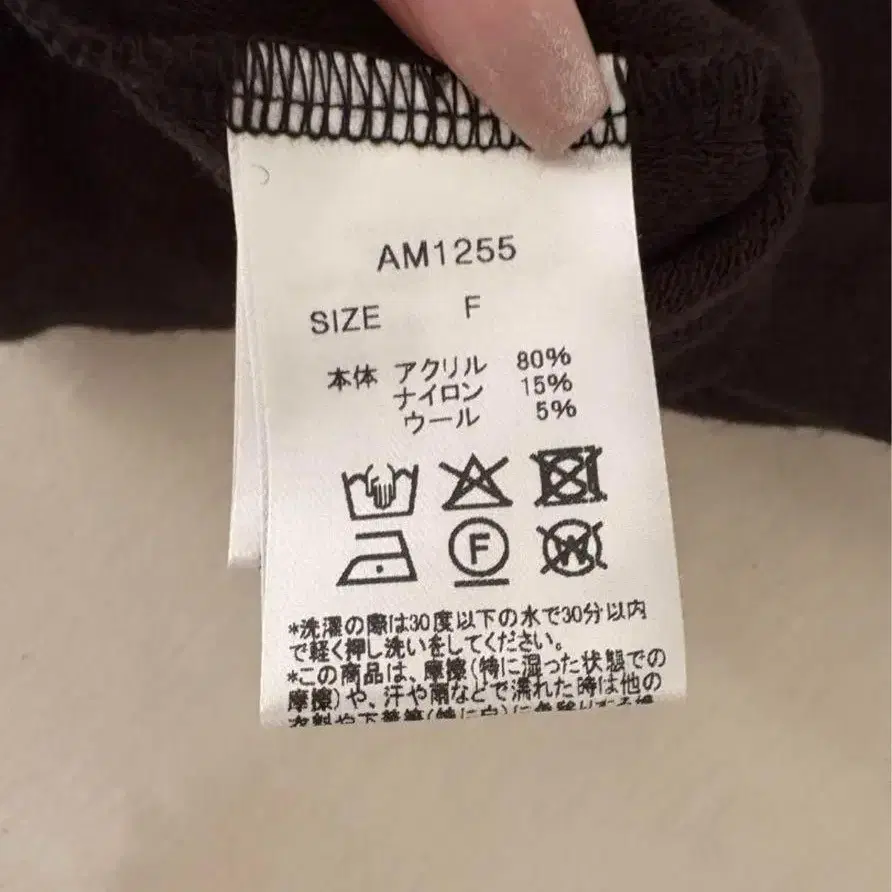 AM1255
SIZE F
本体 アクリル 80%
ナイロン 15%
ウール 5%
F
W
*洗濯の際は30度以下の水で30分以内
で軽く押し洗いをしてください。
*この商品は、摩擦(特に湿った状態での
摩擦)や、汗や雨などで濡れた時は他の